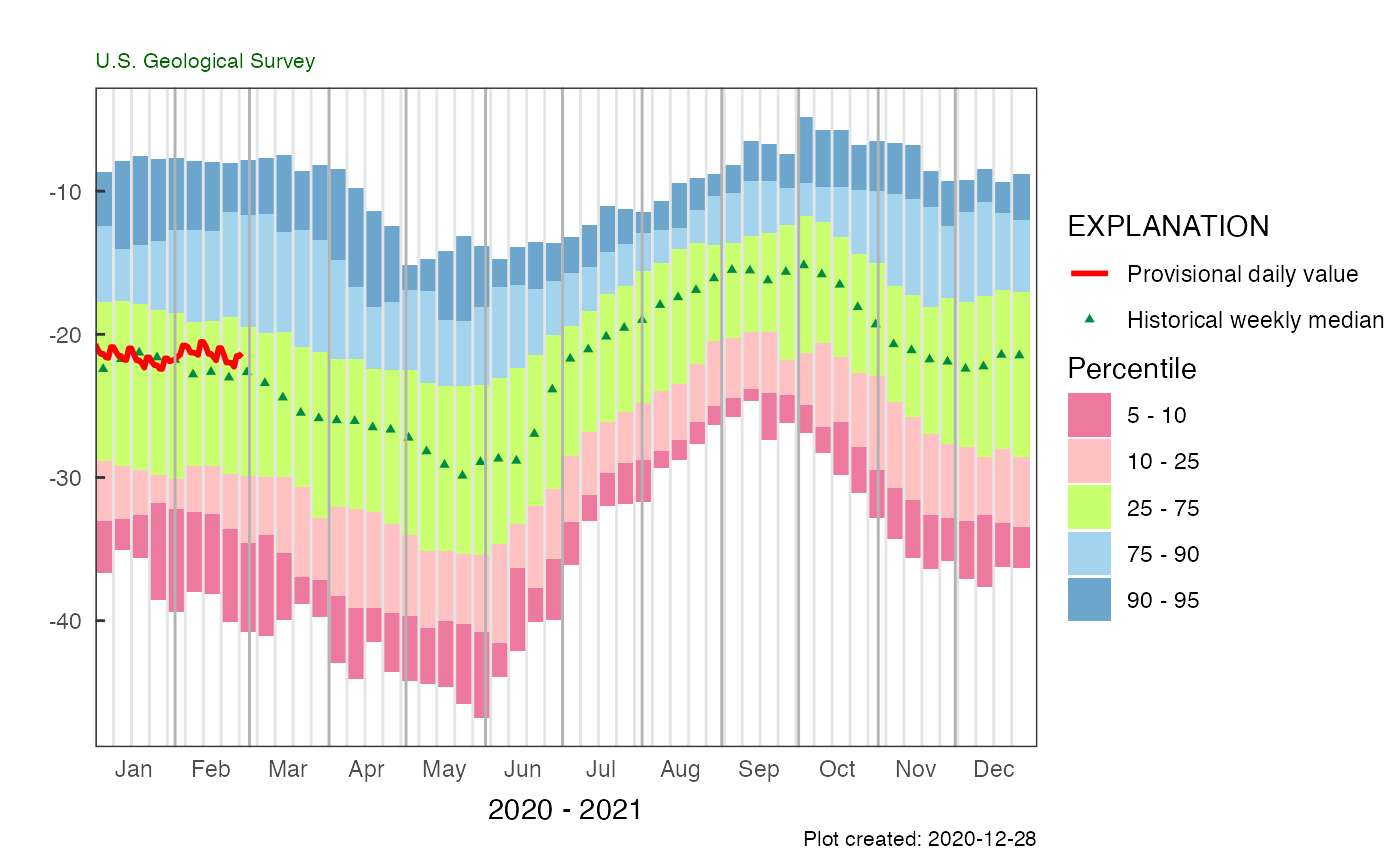 U.S. Geological Survey
-10
-20
-30
-40
Jan Feb Mar Apr May Jun Jul Aug Sep Oct Nov Dec
2020 - 2021
Plot created: 2020-12-28
EXPLANATION
Provisional daily value
Historical weekly median
Percentile
5 - 10
10 - 25
25 - 75
75 - 90
90 - 95